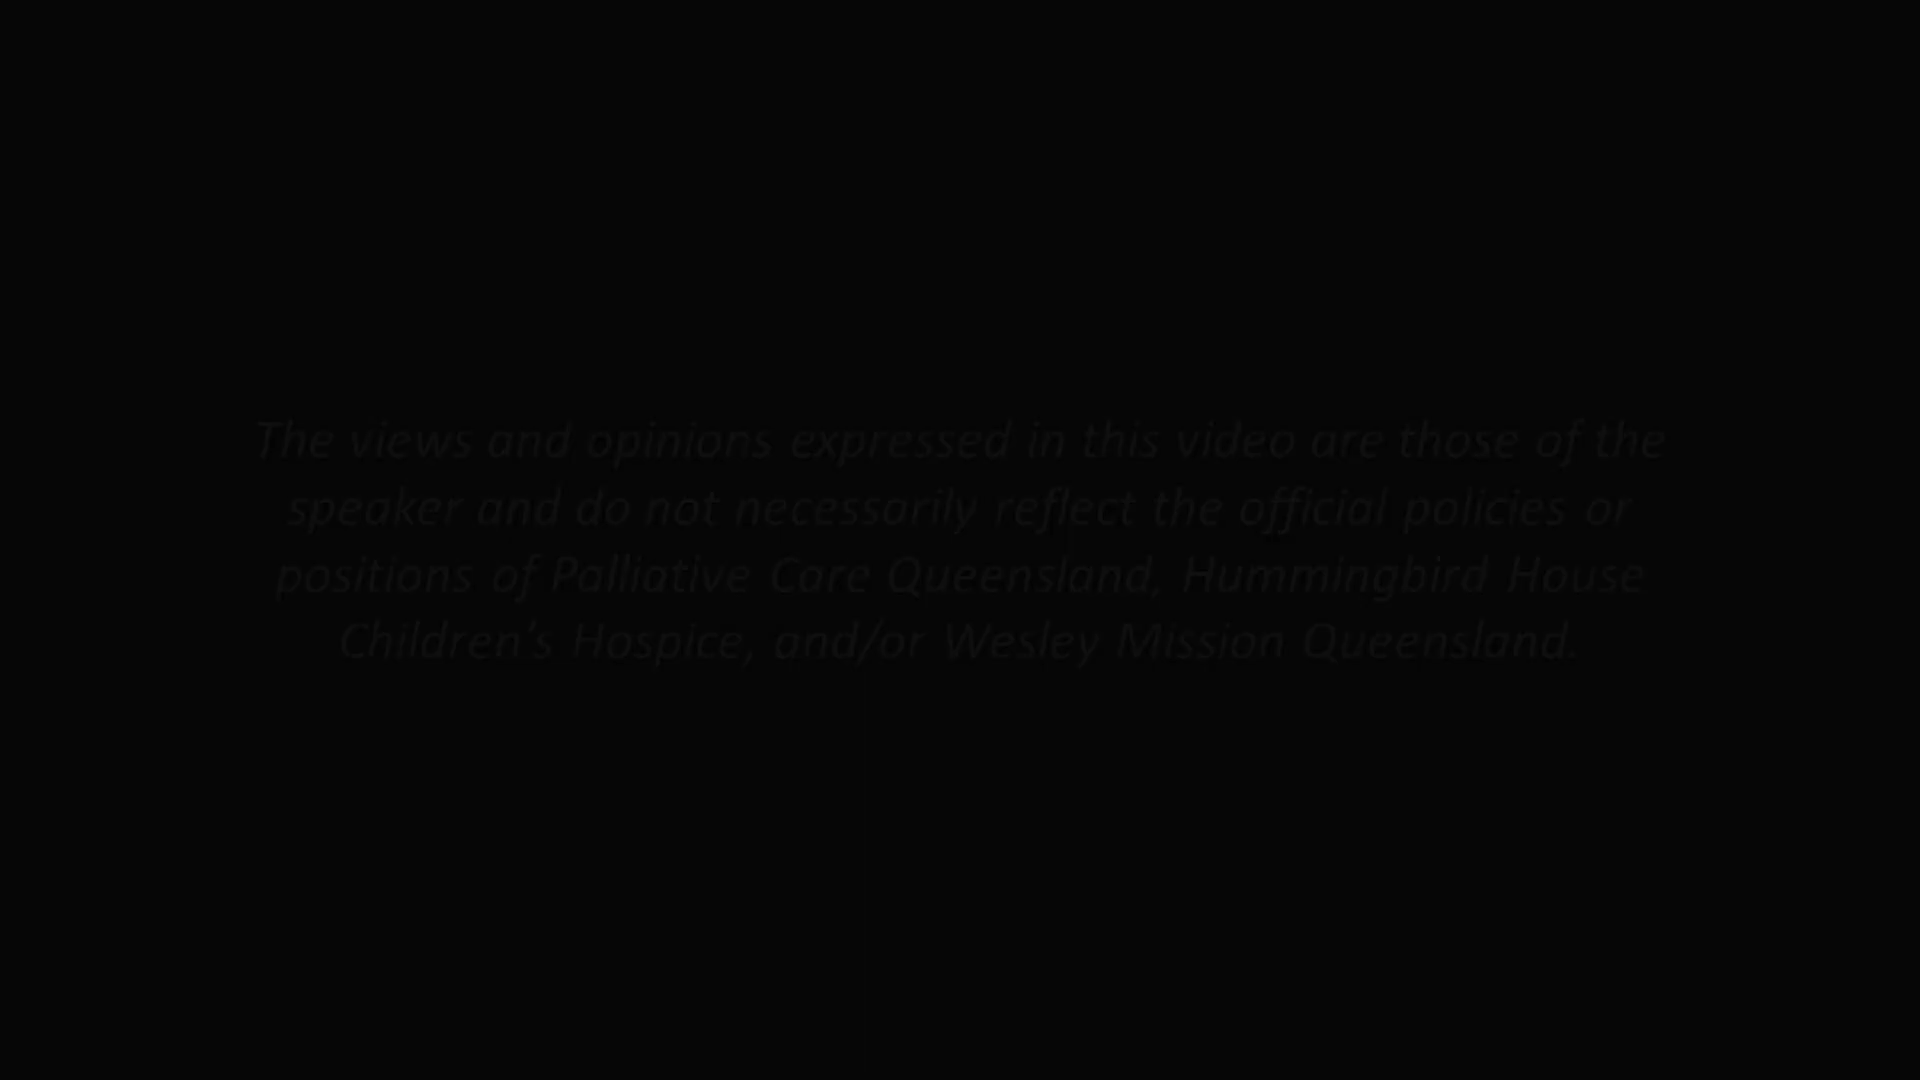 The views and opinions expressed in this video are those of the
speaker and do not necessarily reflect the official policies or
positions of Palliative Care Queensland, Hummingbird House
Children’s Hospice, and/or Wesley Mission Queensland.